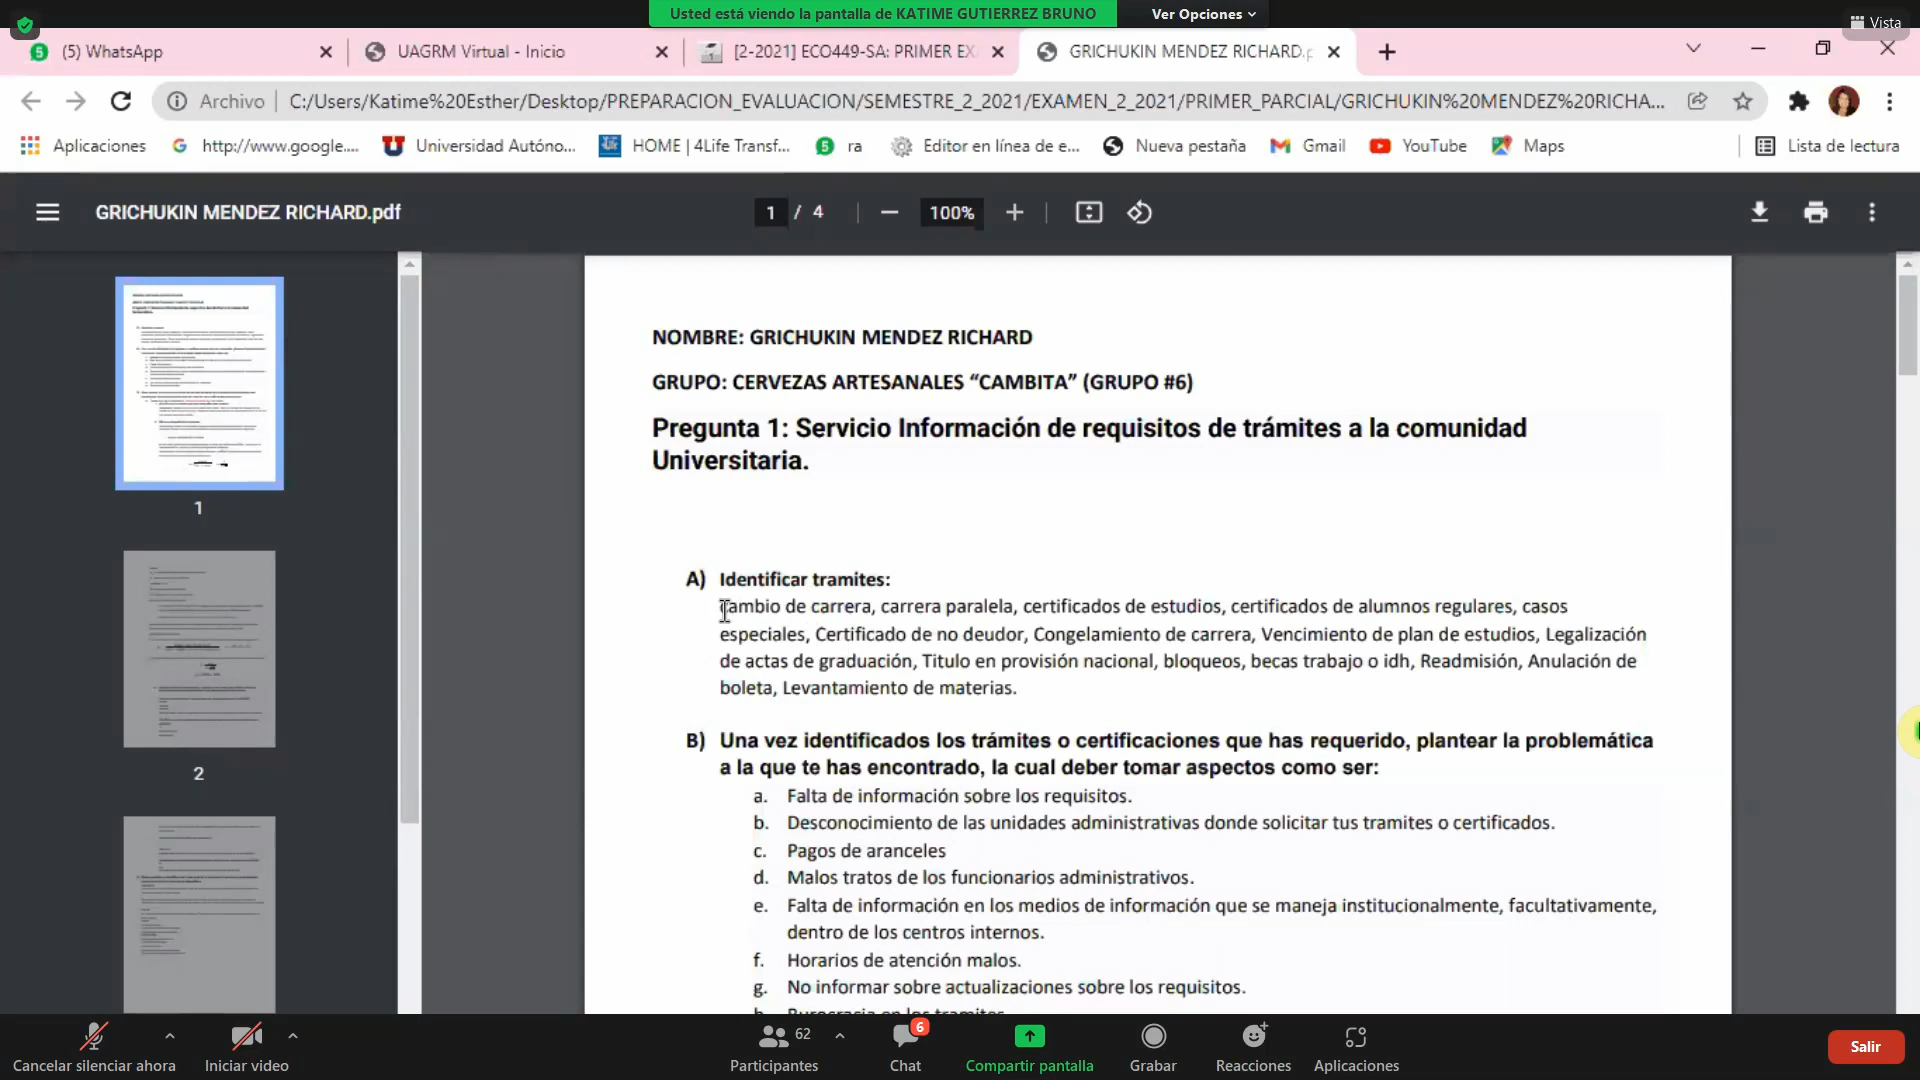 Usted está viendo la pantalla de KATIME GUTIERREZ BRUNO
Ver Opciones
Vista
(5) WhatsApp
UAGRM Virtual - Inicio
[2-2021] ECO449-SA: PRIMER EX
GRICHUKIN MENDEZ RICHARD.p
Archivo
C:/Users/Katime%20Esther/Desktop/PREPARACION_EVALUACION/SEMESTRE_2_2021/EXAMEN_2_2021/PRIMER_PARCIAL/GRICHUKIN%20MENDEZ%20RICHA...
Aplicaciones
http://www.google....
Universidad Autóno...
HOME | 4Life Transf...
ra
Editor en línea de e...
Nueva pestaña
Gmail
YouTube
Maps
Lista de lectura
GRICHUKIN MENDEZ RICHARD.pdf
1 / 4
100%
1
2
NOMBRE: GRICHUKIN MENDEZ RICHARD
GRUPO: CERVEZAS ARTESANALES “CAMBITA” (GRUPO #6)
Pregunta 1: Servicio Información de requisitos de trámites a la comunidad
Universitaria.
A) Identificar tramites:
cambio de carrera, carrera paralela, certificados de estudios, certificados de alumnos regulares, casos
especiales, Certificado de no deudor, Congelamiento de carrera, Vencimiento de plan de estudios, Legalización
de actas de graduación, Titulo en provisión nacional, bloqueos, becas trabajo o idh, Readmisión, Anulación de
boleta, Levantamiento de materias.
B) Una vez identificados los trámites o certificaciones que has requerido, plantear la problemática
a la que te has encontrado, la cual deber tomar aspectos como ser:
a. Falta de información sobre los requisitos.
b. Desconocimiento de las unidades administrativas donde solicitar tus tramites o certificados.
c. Pagos de aranceles
d. Malos tratos de los funcionarios administrativos.
e. Falta de información en los medios de información que se maneja institucionalmente, facultativamente,
dentro de los centros internos.
f. Horarios de atención malos.
g. No informar sobre actualizaciones sobre los requisitos.
h. Burocracia en los tramites
Cancelar silenciar ahora
Iniciar video
62
Participantes
6
Chat
Compartir pantalla
Grabar
Reacciones
Aplicaciones
Salir